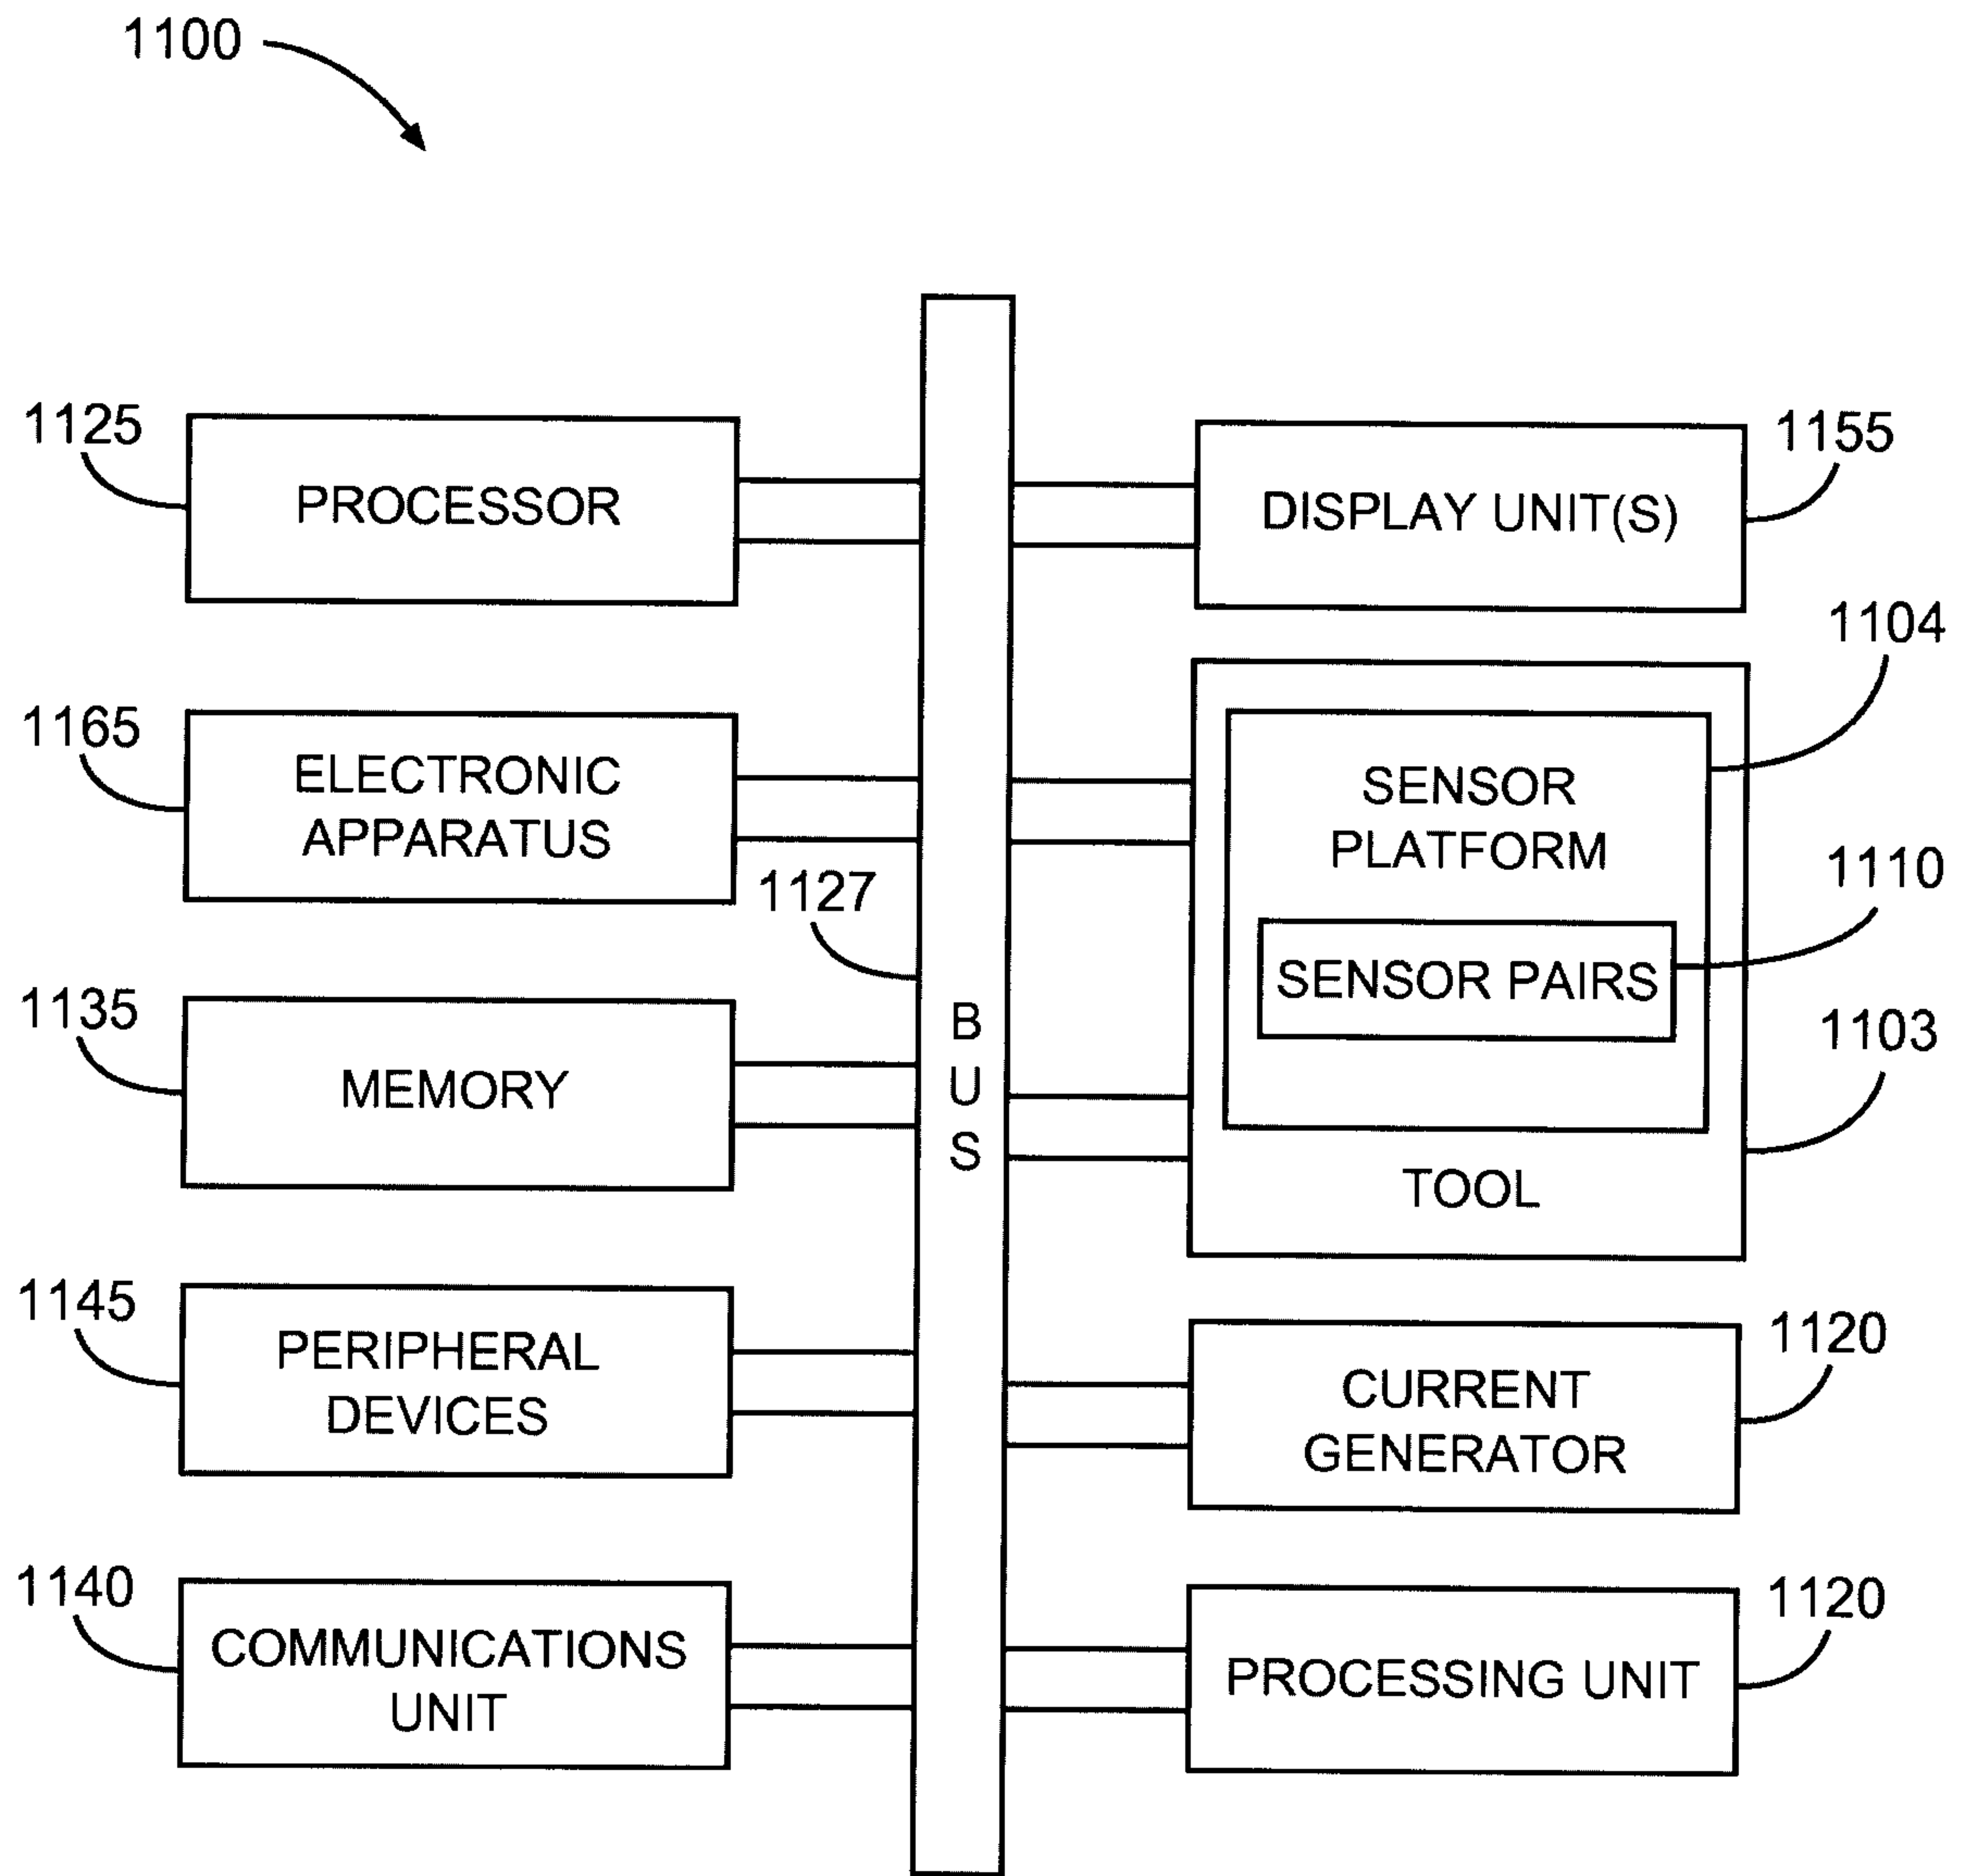 1100
1125
PROCESSOR
DISPLAY UNIT(S)
1155
1165
ELECTRONIC
APPARATUS
1127
SENSOR
PLATFORM
1104
SENSOR PAIRS
1110
TOOL
1103
1135
MEMORY
B
U
S
1145
PERIPHERAL
DEVICES
CURRENT
GENERATOR
1120
1140
COMMUNICATIONS
UNIT
PROCESSING UNIT
1120